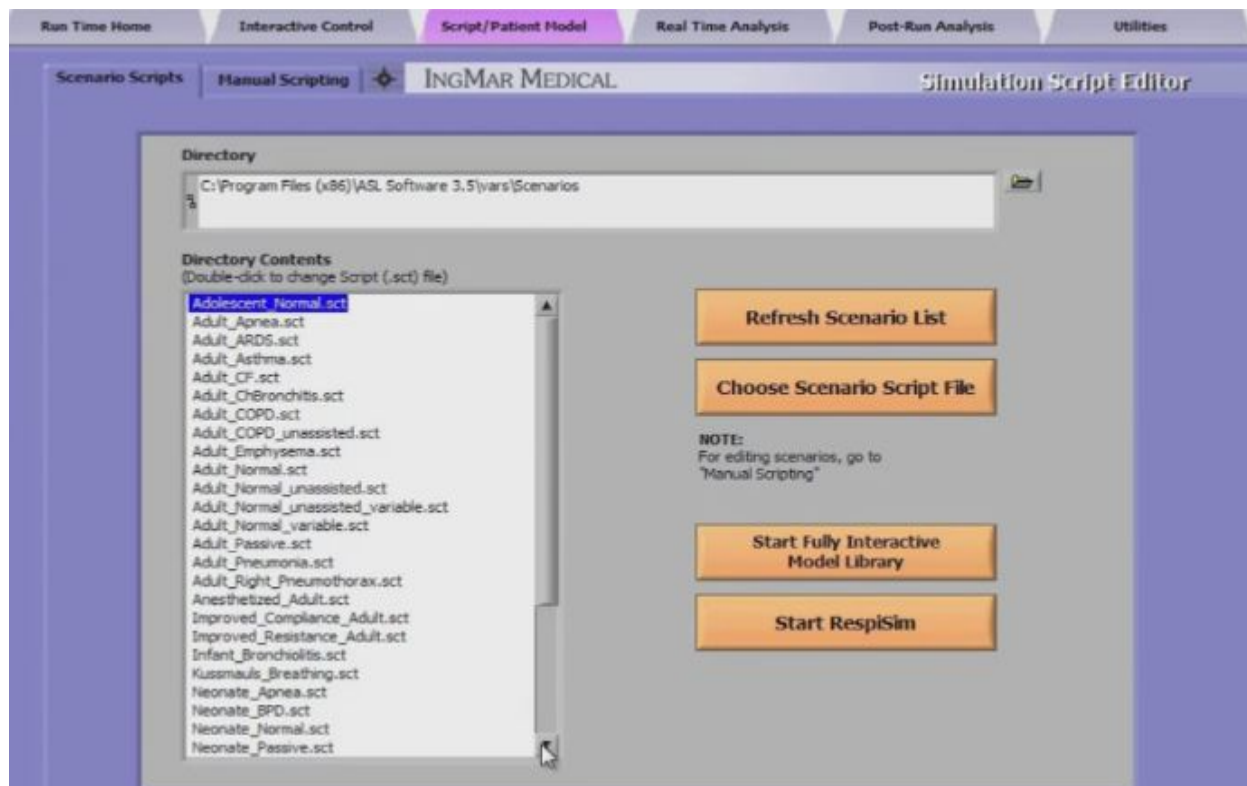 Run Time Home
Interactive Control
Script/Patient Model
Real Time Analysis
Post-Run Analysis
Utilities
Scenario Scripts
Manual Scripting
INGMAR MEDICAL
Simulation Script Editor
Directory
C:\Program Files (x86)\ASL Software 3.5\vars\Scenarios
Directory Contents
(Double-click to change Script (.sct) file)
Adolescent_Normal.sct
Adult_Apnea.sct
Adult_ARDS.sct
Adult_Asthma.sct
Adult_CF.sct
Adult_ChBronchitis.sct
Adult_COPD.sct
Adult_COPD_unassisted.sct
Adult_Emphysema.sct
Adult_Normal.sct
Adult_Normal_unassisted.sct
Adult_Normal_unassisted_variable.sct
Adult_Normal_variable.sct
Adult_Passive.sct
Adult_Pneumonia.sct
Adult_Right_Pneumothorax.sct
Anesthetized_Adult.sct
Improved_Compliance_Adult.sct
Improved_Resistance_Adult.sct
Infant_Bronchiolitis.sct
Kussmauls_Breathing.sct
Neonate_Apnea.sct
Neonate_BPD.sct
Neonate_Normal.sct
Neonate_Passive.sct
Refresh Scenario List
Choose Scenario Script File
NOTE:
For editing scenarios, go to
"Manual Scripting"
Start Fully Interactive
Model Library
Start RespiSim